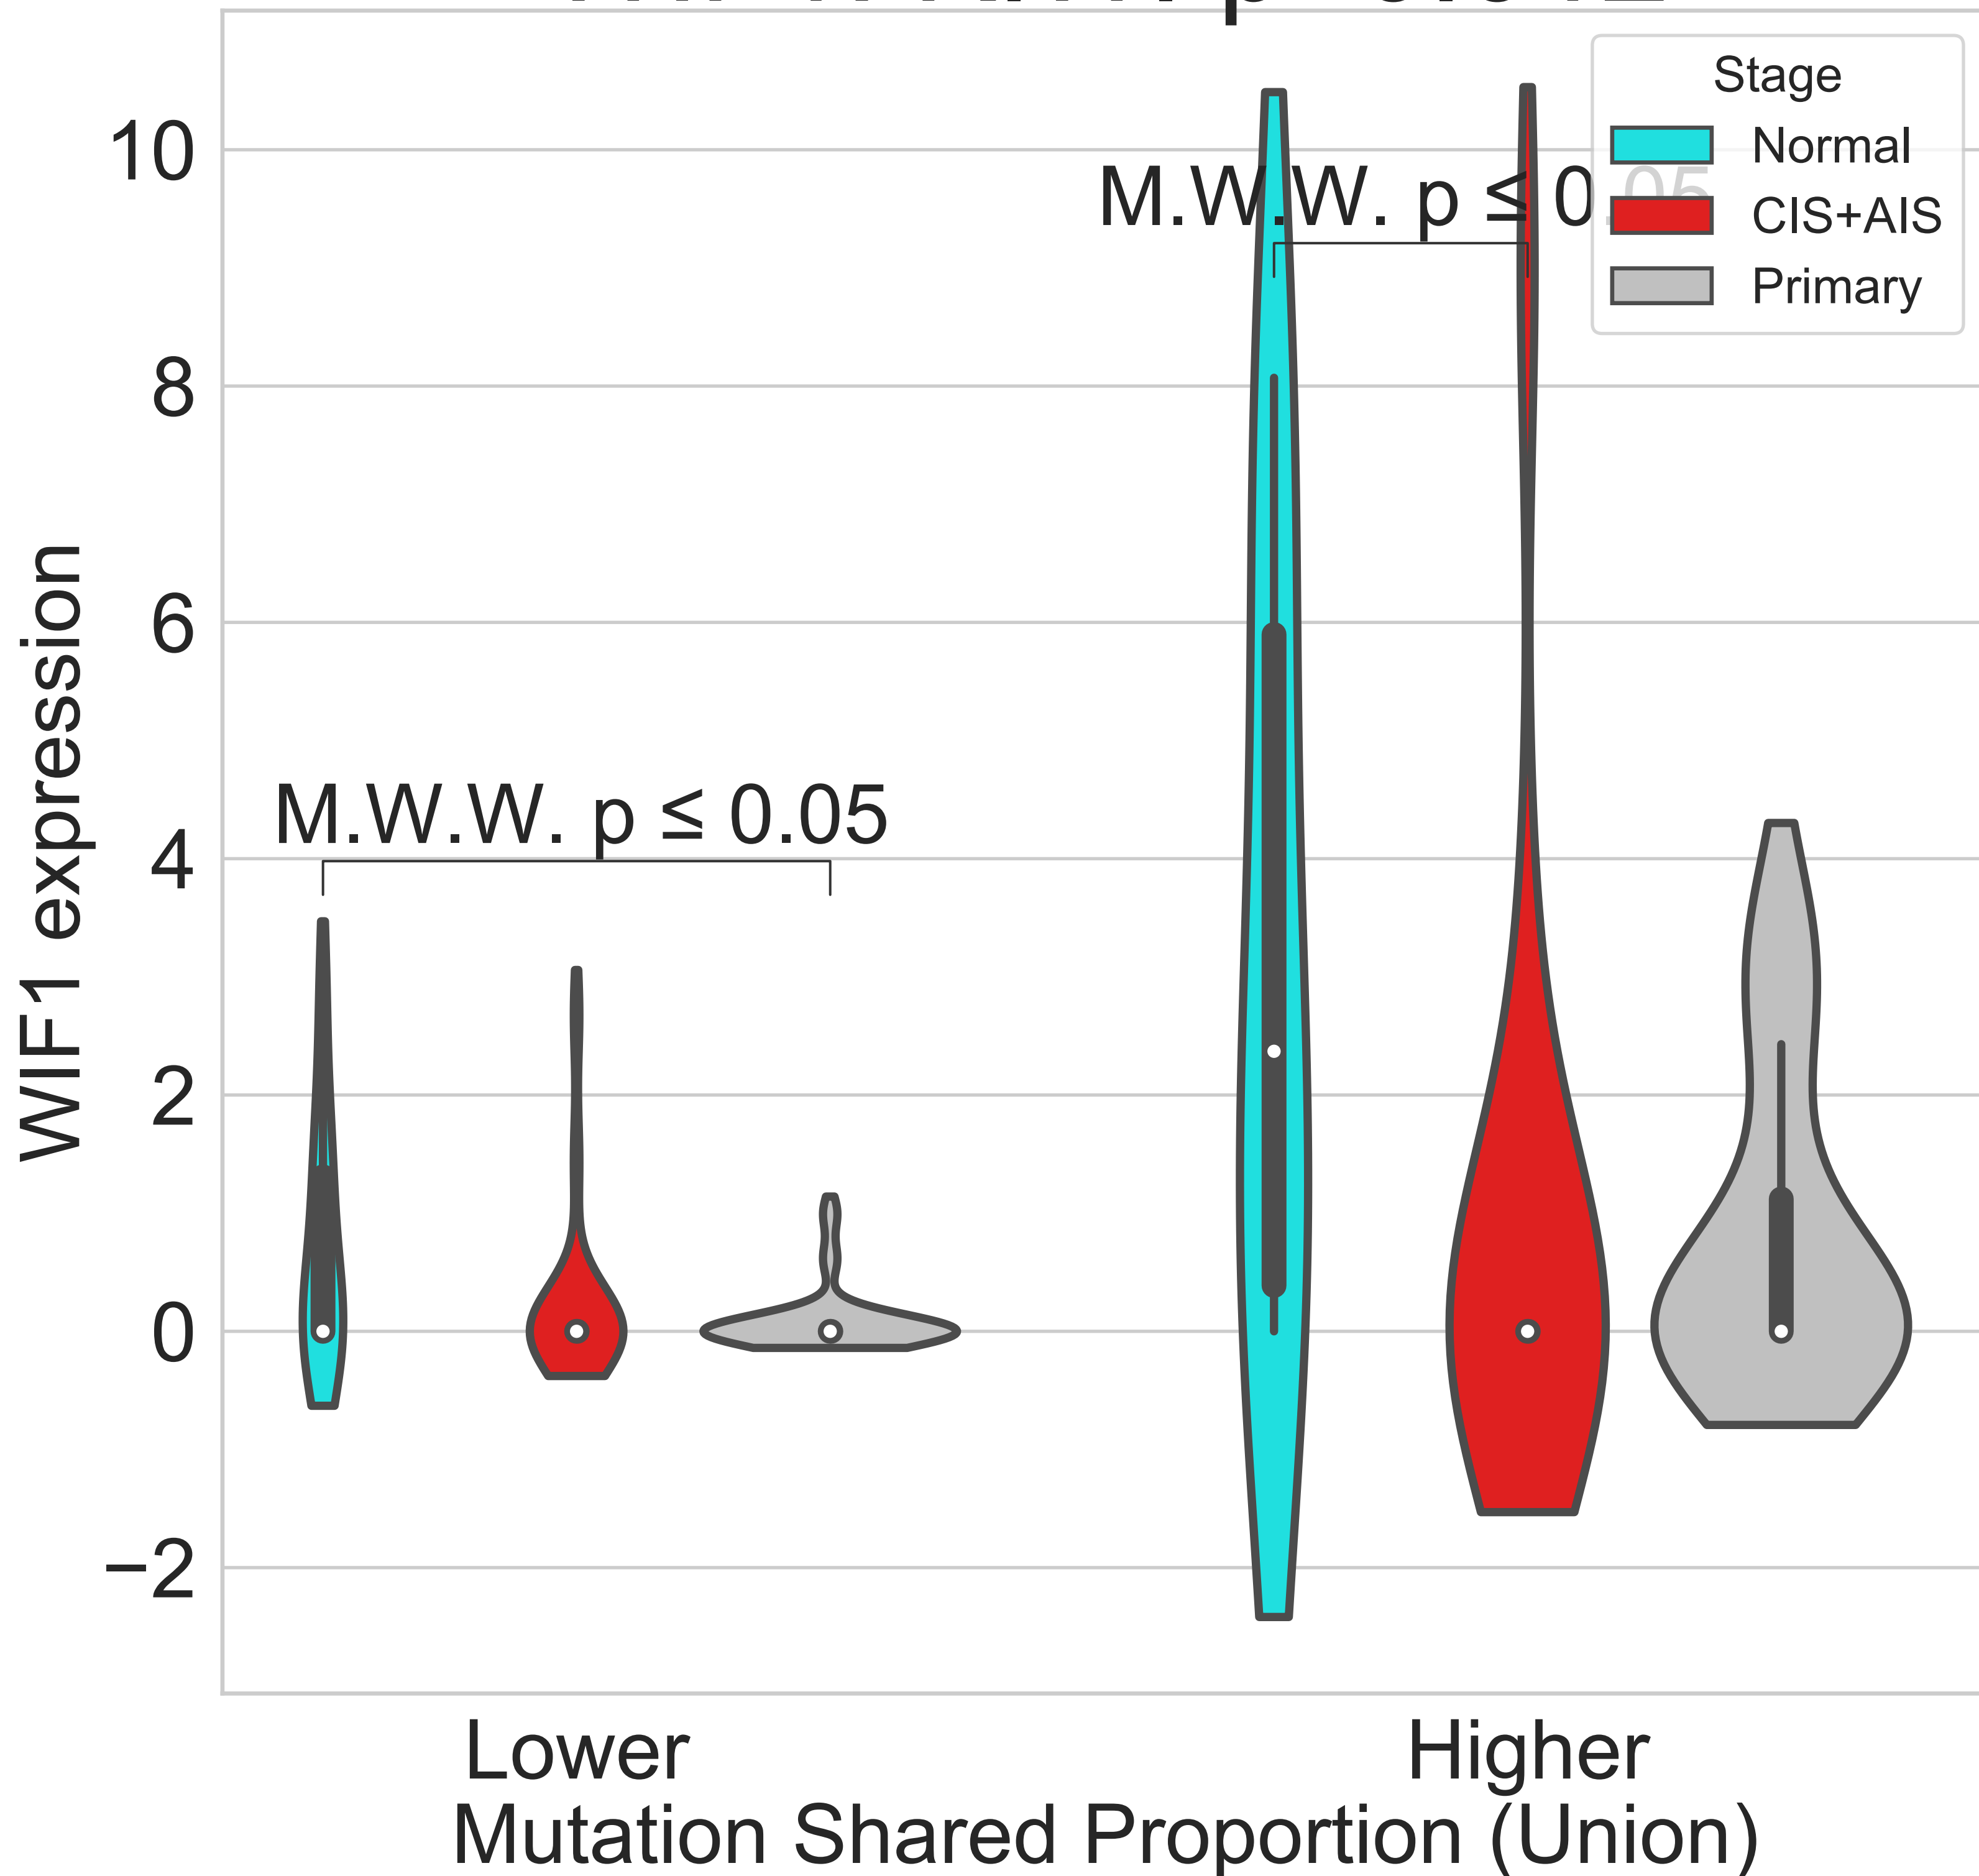 Stage
Normal
CIS+AIS
Primary
10
8
6
4
2
0
−2
WIF1 expression
M.W.W. p ≤ 0.05
M.W.W. p ≤ 0.05
Lower
Higher
Mutation Shared Proportion (Union)